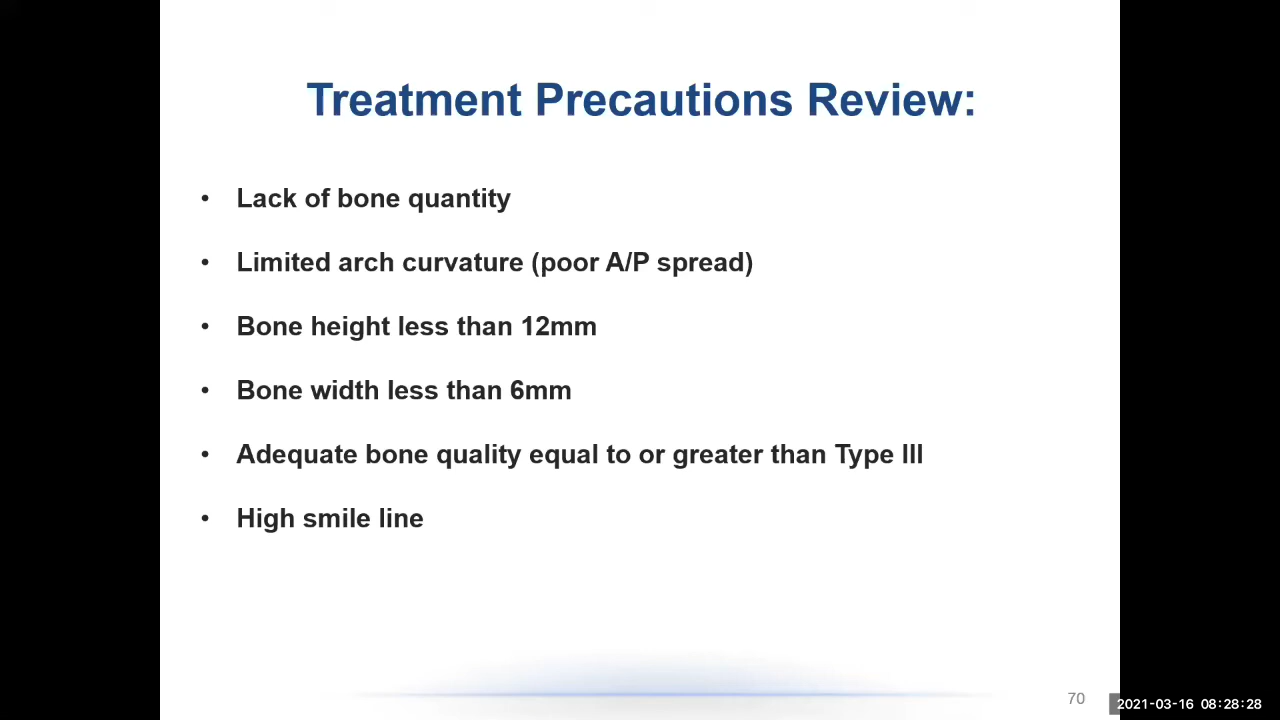 Treatment Precautions Review:
• Lack of bone quantity
• Limited arch curvature (poor A/P spread)
• Bone height less than 12mm
• Bone width less than 6mm
• Adequate bone quality equal to or greater than Type III
• High smile line
70
2021-03-16 08:28:28